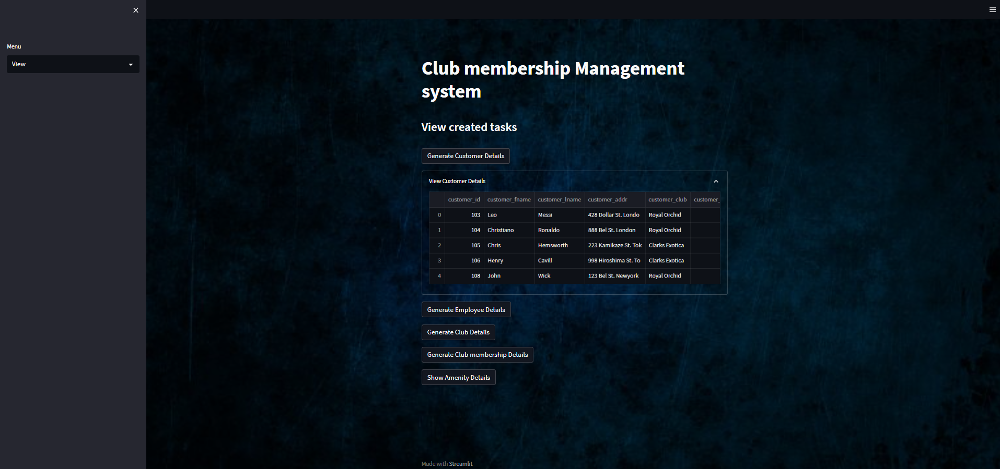 Menu
View
Club membership Management
system
View created tasks
Generate Customer Details
View Customer Details
customer_id customer_fname customer_lname customer_addr customer_club customer_
0 103 Leo Messi 428 Dollar St. Londo Royal Orchid
1 104 Christiano Ronaldo 888 Bel St. London Royal Orchid
2 105 Chris Hemsworth 223 Kamikaze St. Tok Clarks Exotica
3 106 Henry Cavill 998 Hiroshima St. To Clarks Exotica
4 108 John Wick 123 Bel St. Newyork Royal Orchid
Generate Employee Details
Generate Club Details
Generate Club membership Details
Show Amenity Details
Made with Streamlit